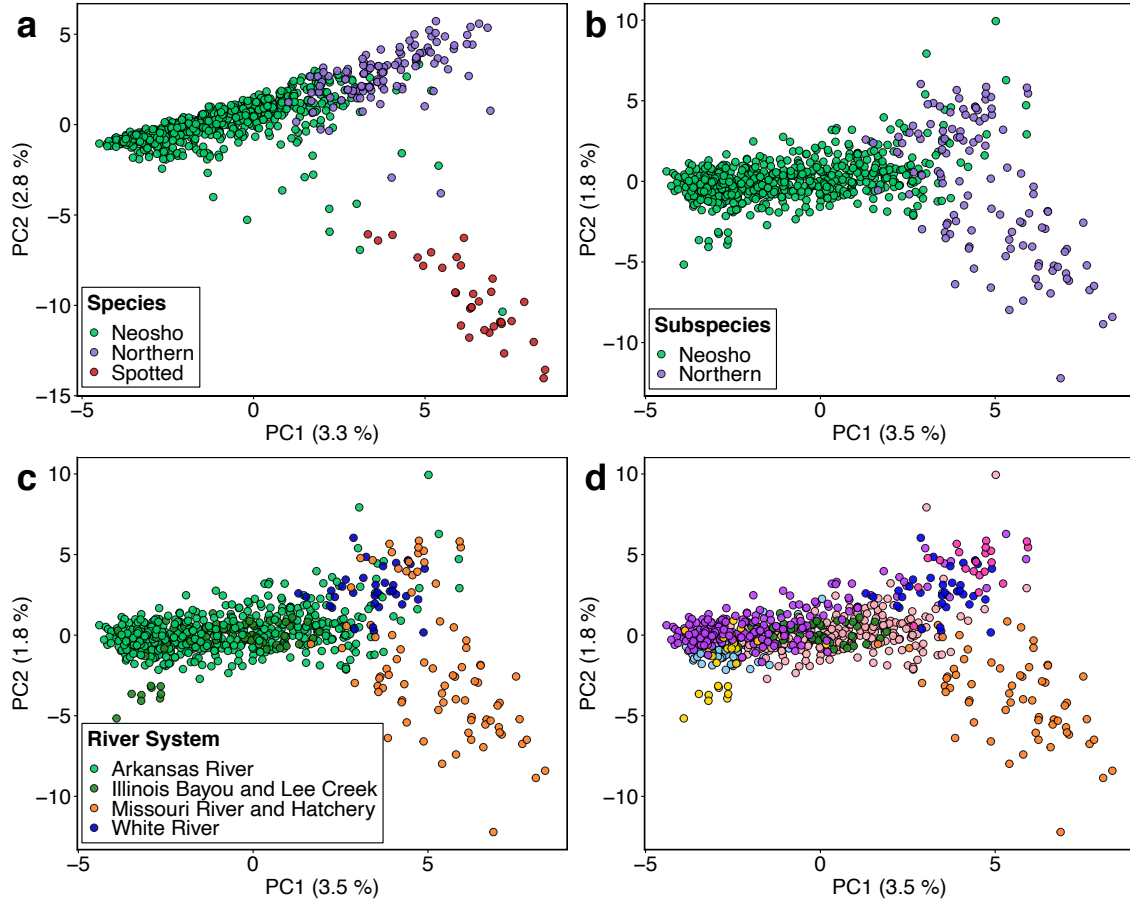 a
5
0
−5
−10
−15
PC2 (2.8 %)
−5
0
5
PC1 (3.3 %)
Species
Neosho
Northern
Spotted
b
10
5
0
−5
−10
PC2 (1.8 %)
−5
0
5
PC1 (3.5 %)
Subspecies
Neosho
Northern
c
10
5
0
−5
−10
PC2 (1.8 %)
−5
0
5
PC1 (3.5 %)
River System
Arkansas River
Illinois Bayou and Lee Creek
Missouri River and Hatchery
White River
d
10
5
0
−5
−10
PC2 (1.8 %)
−5
0
5
PC1 (3.5 %)